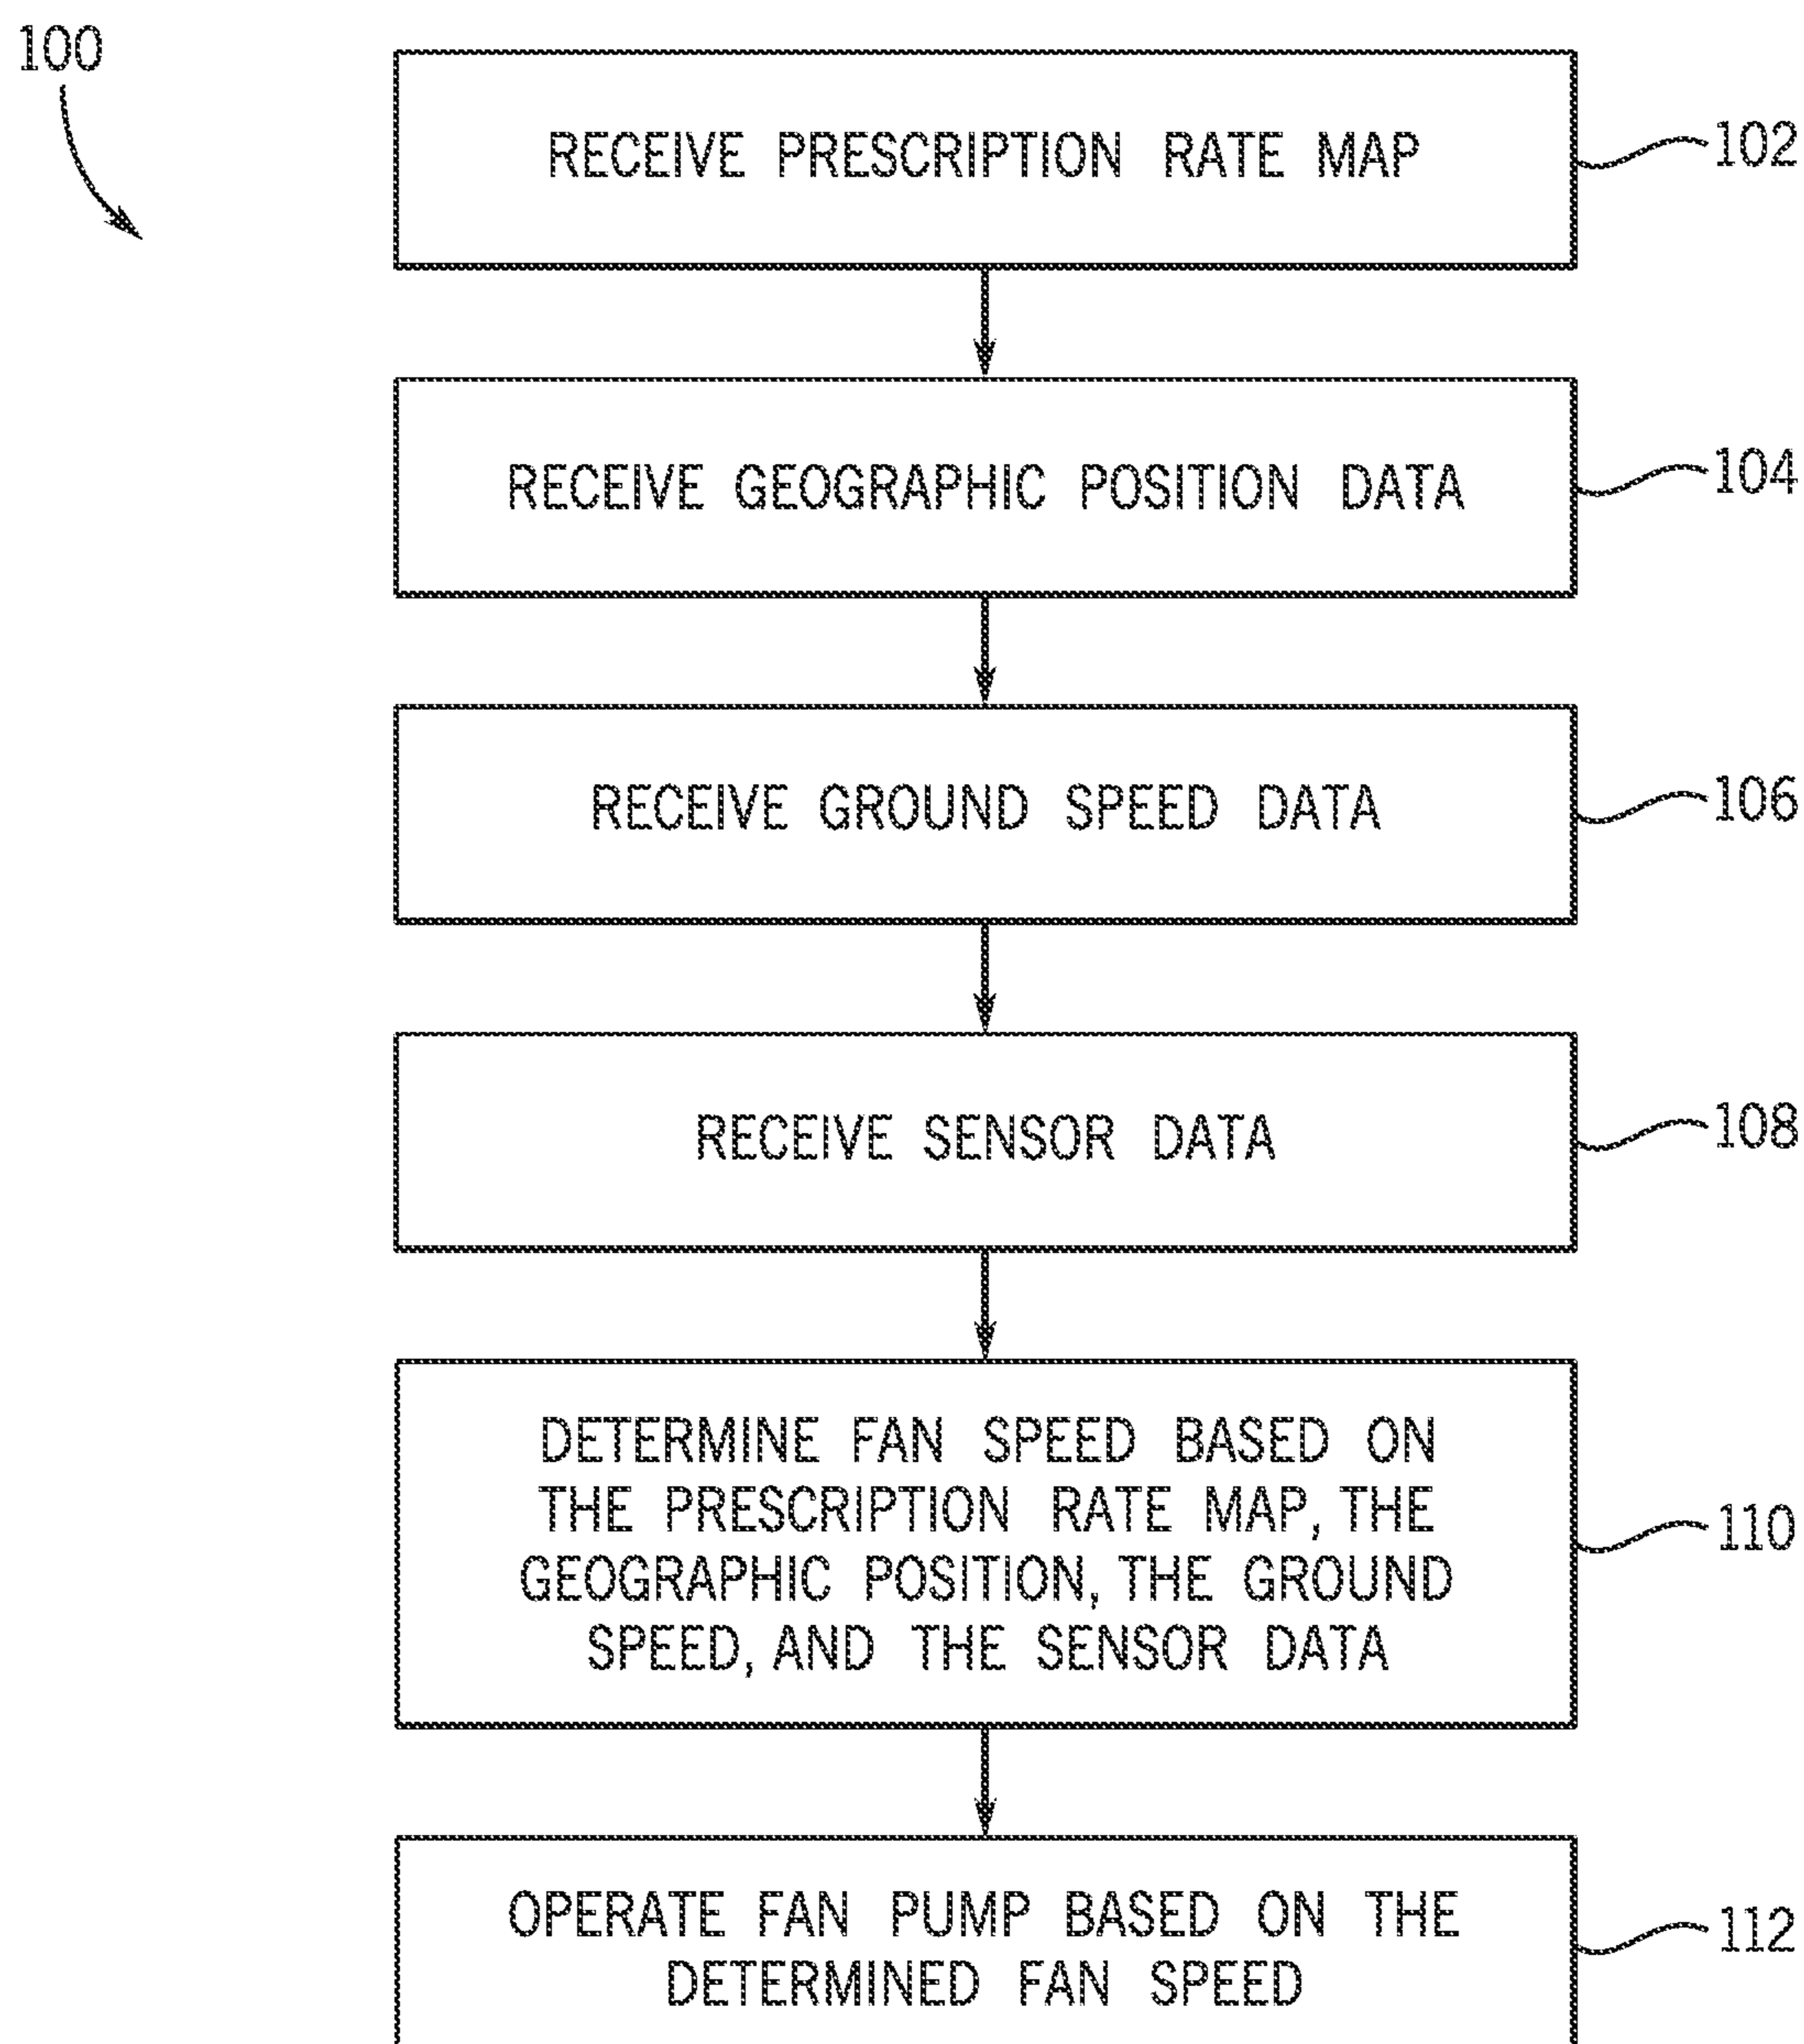 100
RECEIVE PRESCRIPTION RATE MAP
102
RECEIVE GEOGRAPHIC POSITION DATA
104
RECEIVE GROUND SPEED DATA
106
RECEIVE SENSOR DATA
108
DETERMINE FAN SPEED BASED ON
THE PRESCRIPTION RATE MAP, THE
GEOGRAPHIC POSITION, THE GROUND
SPEED, AND THE SENSOR DATA
110
OPERATE FAN PUMP BASED ON THE
DETERMINED FAN SPEED
112